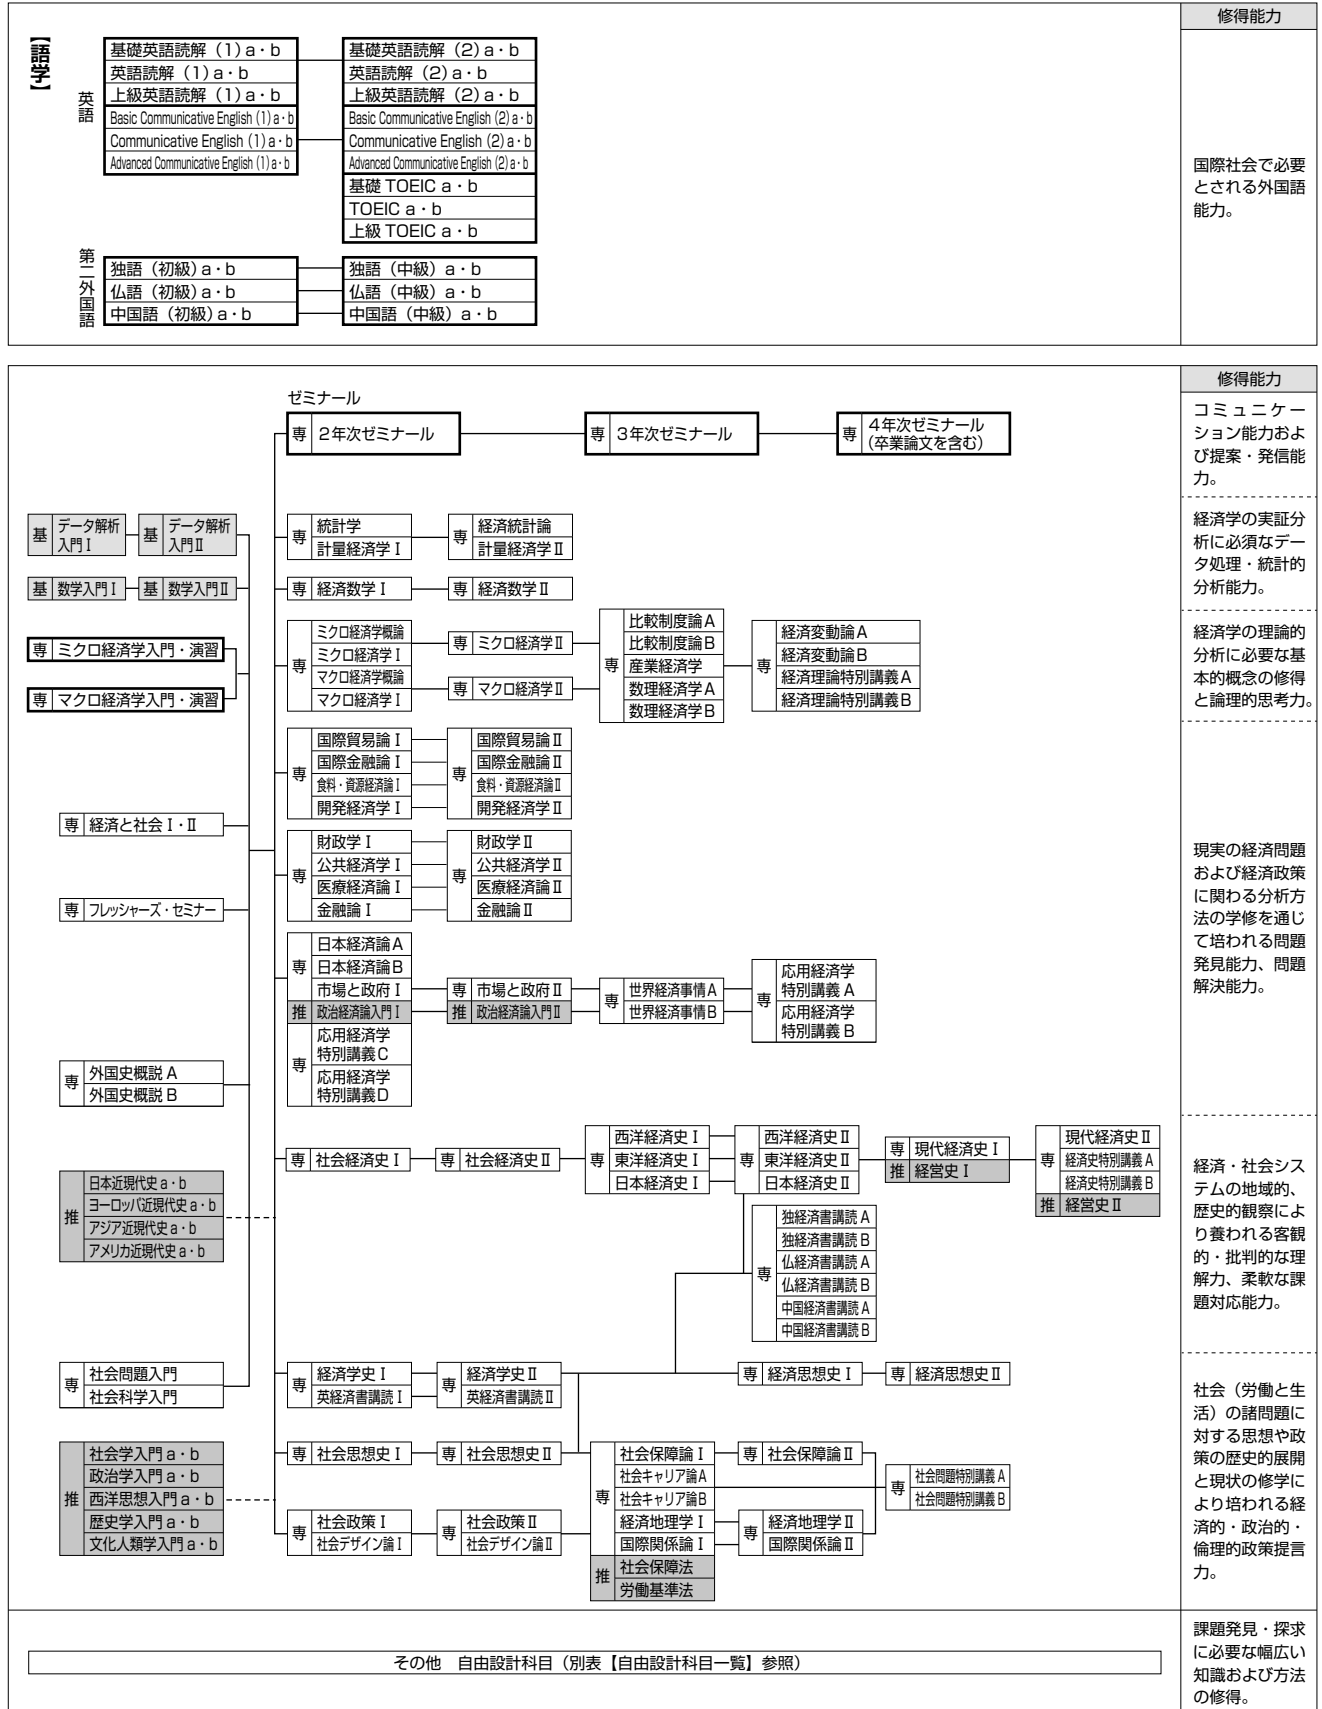 修得能力
【語学】
英語
基礎英語読解（1）a・b
英語読解（1）a・b
上級英語読解（1）a・b
Basic Communicative English（1）a・b
Communicative English（1）a・b
Advanced Communicative English（1）a・b
基礎英語読解（2）a・b
英語読解（2）a・b
上級英語読解（2）a・b
Basic Communicative English（2）a・b
Communicative English（2）a・b
Advanced Communicative English（2）a・b
基礎 TOEIC a・b
TOEIC a・b
上級 TOEIC a・b
第二外国語
独語（初級）a・b
仏語（初級）a・b
中国語（初級）a・b
独語（中級）a・b
仏語（中級）a・b
中国語（中級）a・b
国際社会で必要
とされる外国語
能力。
修得能力
ゼミナール
専 2年次ゼミナール
専 3年次ゼミナール
専 4年次ゼミナール
（卒業論文を含む）
コミュニケー
ション能力およ
び提案・発信能
力。
基 データ解析
入門Ⅰ
基 データ解析
入門Ⅱ
専
統計学
計量経済学Ⅰ
専
経済統計論
計量経済学Ⅱ
基 数学入門Ⅰ
基 数学入門Ⅱ
専 経済数学Ⅰ
専 経済数学Ⅱ
経済学の実証分
析に必須なデー
タ処理・統計的
分析能力。
専 ミクロ経済学入門・演習
専 マクロ経済学入門・演習
専
ミクロ経済学概論
ミクロ経済学Ⅰ
マクロ経済学概論
マクロ経済学Ⅰ
専 ミクロ経済学Ⅱ
専 マクロ経済学Ⅱ
専
比較制度論A
比較制度論B
産業経済学
数理経済学A
数理経済学B
専
経済変動論A
経済変動論B
経済理論特別講義A
経済理論特別講義B
経済学の理論的
分析に必要な基
本的概念の修得
と論理的思考力。
専
国際貿易論Ⅰ
国際金融論Ⅰ
食料・資源経済論Ⅰ
開発経済学Ⅰ
専
国際貿易論Ⅱ
国際金融論Ⅱ
食料・資源経済論Ⅱ
開発経済学Ⅱ
専 経済と社会Ⅰ・Ⅱ
専
財政学Ⅰ
公共経済学Ⅰ
医療経済論Ⅰ
金融論Ⅰ
専
財政学Ⅱ
公共経済学Ⅱ
医療経済論Ⅱ
金融論Ⅱ
専 フレッシャーズ・セミナー
専
日本経済論A
日本経済論B
市場と政府Ⅰ
推 政治経済論入門Ⅰ
専
応用経済学
特別講義C
応用経済学
特別講義D
専 市場と政府Ⅱ
推 政治経済論入門Ⅱ
専
世界経済事情A
世界経済事情B
専
応用経済学
特別講義A
応用経済学
特別講義B
現実の経済問題
および経済政策
に関わる分析方
法の学修を通じ
て培われる問題
発見能力、問題
解決能力。
専
外国史概説A
外国史概説B
専 社会経済史Ⅰ
専 社会経済史Ⅱ
専
西洋経済史Ⅰ
東洋経済史Ⅰ
日本経済史Ⅰ
専
西洋経済史Ⅱ
東洋経済史Ⅱ
日本経済史Ⅱ
専 現代経済史Ⅰ
推 経営史Ⅰ
専
現代経済史Ⅱ
経済史特別講義A
経済史特別講義B
推 経営史Ⅱ
推
日本近現代史a・b
ヨーロッパ近現代史a・b
アジア近現代史a・b
アメリカ近現代史a・b
専
独経済書講読A
独経済書講読B
仏経済書講読A
仏経済書講読B
中国経済書講読A
中国経済書講読B
経済・社会シス
テムの地域的、
歴史的観察によ
り養われる客観
的・批判的な理
解力、柔軟な課
題対応能力。
専
社会問題入門
社会科学入門
専
経済学史Ⅰ
英経済書講読Ⅰ
専
経済学史Ⅱ
英経済書講読Ⅱ
専 経済思想史Ⅰ
専 経済思想史Ⅱ
推
社会学入門a・b
政治学入門a・b
西洋思想入門a・b
歴史学入門a・b
文化人類学入門a・b
専 社会思想史Ⅰ
専 社会思想史Ⅱ
専
社会政策Ⅰ
社会デザイン論Ⅰ
専
社会政策Ⅱ
社会デザイン論Ⅱ
専
社会保障論Ⅰ
社会キャリア論A
社会キャリア論B
経済地理学Ⅰ
国際関係論Ⅰ
推
社会保障法
労働基準法
専 社会保障論Ⅱ
専
経済地理学Ⅱ
国際関係論Ⅱ
専
社会問題特別講義A
社会問題特別講義B
社会（労働と生
活）の諸問題に
対する思想や政
策の歴史的展開
と現状の修学に
より培われる経
済的・政治的・
倫理的政策提言
力。
その他 自由設計科目（別表【自由設計科目一覧】参照）
課題発見・探求
に必要な幅広い
知識および方法
の修得。